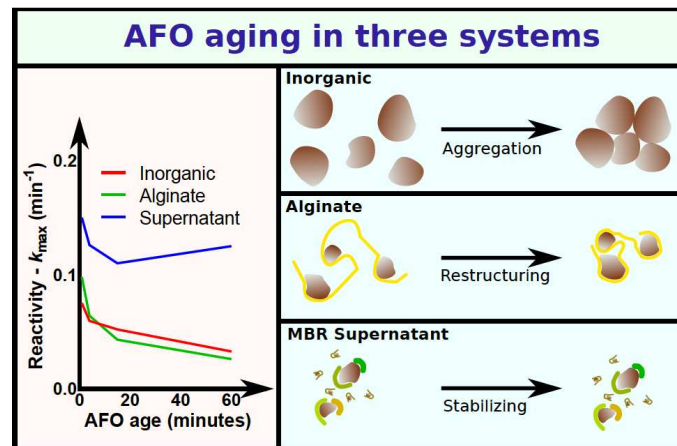 AFO aging in three systems
0.2
0.1
0.0
0
20
40
60
Reactivity - kmax (min-1)
AFO age (minutes)
Inorganic
Alginate
Supernatant
Inorganic
Aggregation
Alginate
Restructuring
MBR Supernatant
Stabilizing